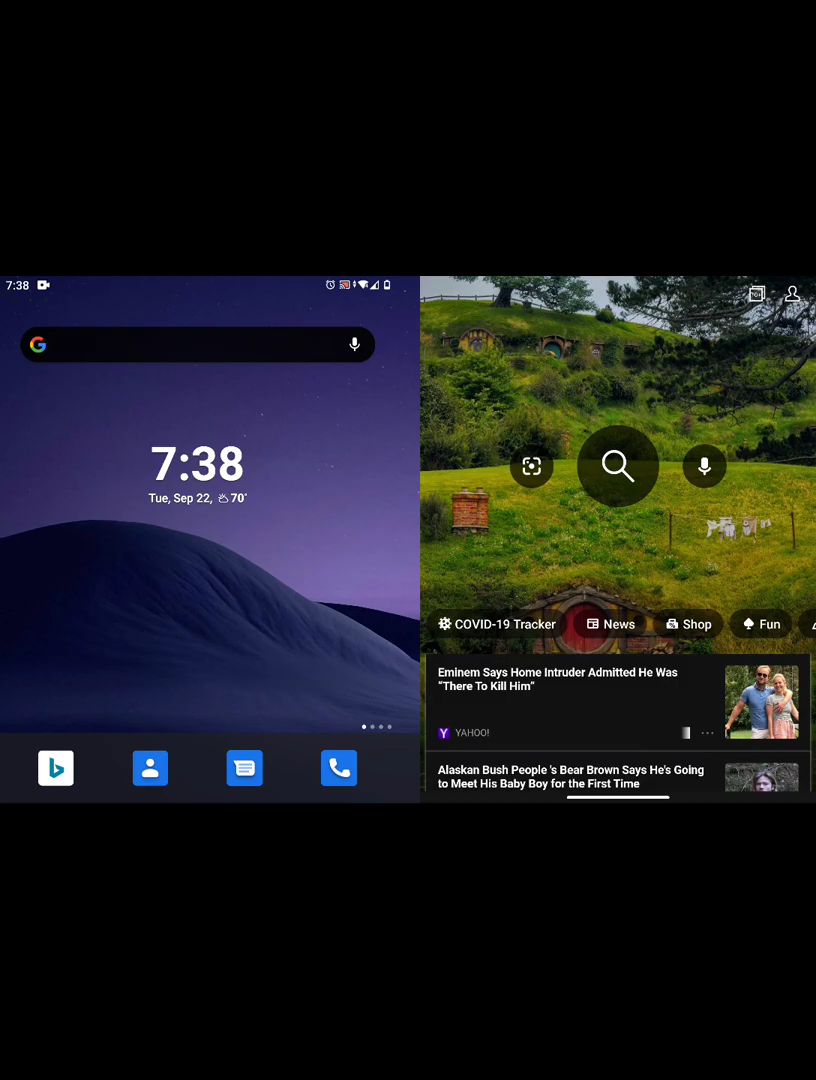 7:38
7:38
Tue, Sep 22, 70°
COVID-19 Tracker
News
Shop
Fun
Eminem Says Home Intruder Admitted He Was
“There To Kill Him”
YAHOO!
Alaskan Bush People 's Bear Brown Says He's Going
to Meet His Baby Boy for the First Time